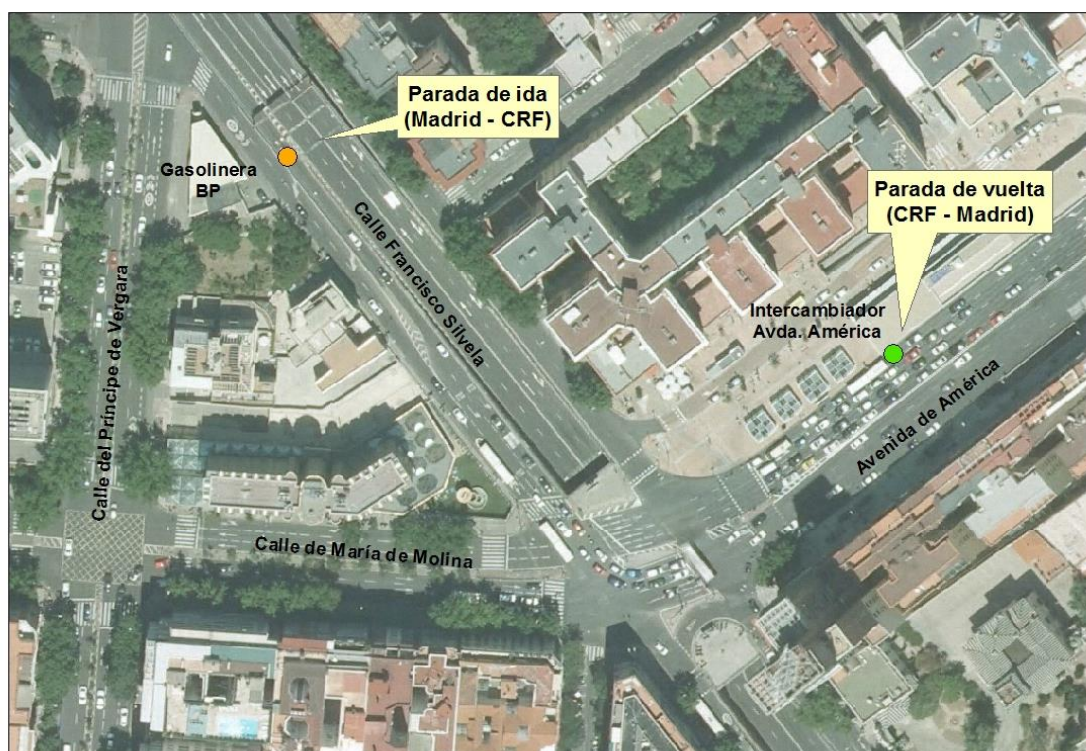 Parada de ida
(Madrid - CRF)
Gasolinera
BP
Parada de vuelta
(CRF - Madrid)
Calle Francisco Silvela
Calle del Príncipe de Vergara
Intercambiador
Avda. América
Avenida de América
Calle de María de Molina